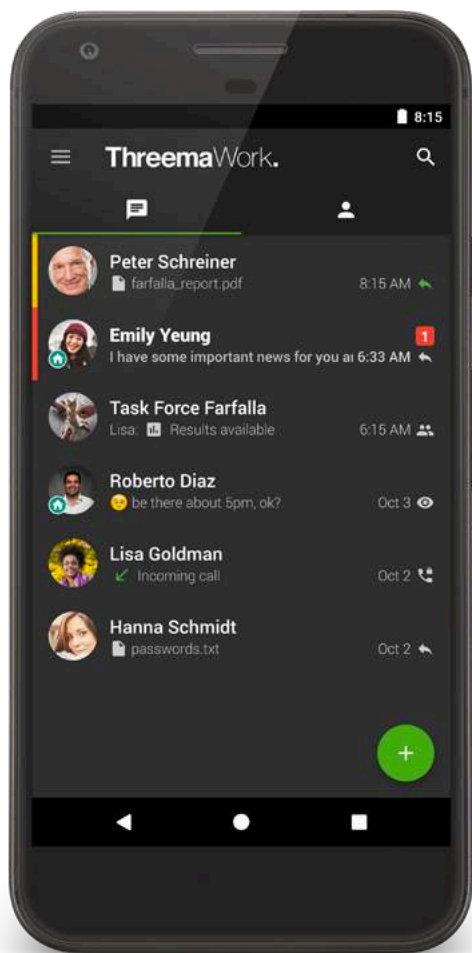 8:15
ThreemaWork.
Peter Schreiner
farfalla_report.pdf 8:15 AM
Emily Yeung 1
I have some important news for you ar 6:33 AM
Task Force Farfalla
Lisa: Results available 6:15 AM
Roberto Diaz
😉 be there about 5pm, ok? Oct 3
Lisa Goldman
Incoming call Oct 2
Hanna Schmidt
passwords.txt Oct 2